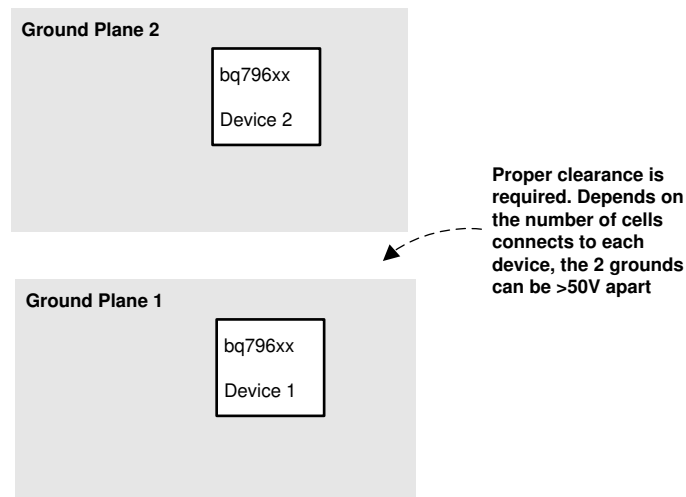 Ground Plane 2
bq796xx
Device 2
Proper clearance is
required. Depends on
the number of cells
connects to each
device, the 2 grounds
can be >50V apart
Ground Plane 1
bq796xx
Device 1